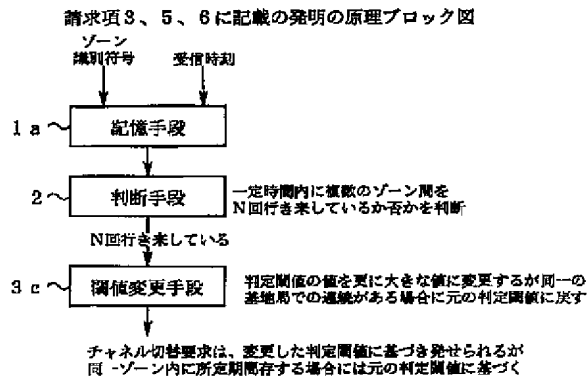 請求項3、5、6に記載の発明の原理ブロック図
ゾーン
識別符号
受信時刻
1a
記憶手段
2
判断手段
一定時間内に複数のゾーン間を
N回行き来しているか否かを判断
N回行き来している
3c
閾値変更手段
判定閾値の値を更に大きな値に変更するが同一の
基地局での連続がある場合に元の判定閾値に戻す
チャネル切替要求は、変更した判定閾値に基づき発せられるが
同一ゾーン内に所定期間存する場合には元の判定閾値に基づく